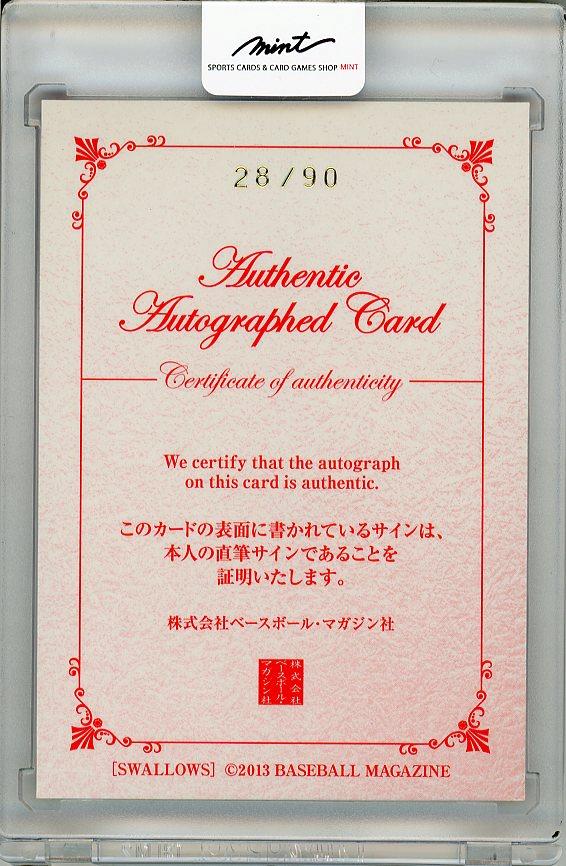 mint
SPORTS CARDS & CARD GAMES SHOP MINT
28/90
Authentic
Autographed Card
Certificate of authenticity
We certify that the autograph
on this card is authentic.
このカードの表面に書かれているサインは、
本人の直筆サインであることを
証明いたします。
株式会社ベースボール・マガジン社
株式会社
ベースボール・
マガジン社
[SWALLOWS] ©2013 BASEBALL MAGAZINE